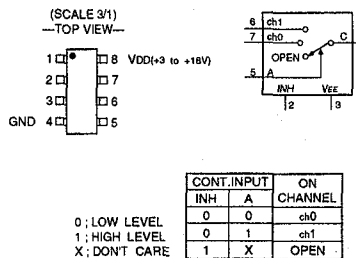 (SCALE 3/1)
—TOP VIEW—
1 8 VDD(+3 to +18V)
2 7
3 6
GND 4 5
6 ch1
7 ch0 C
OPEN
5 A
INH VEE
2 3
0 ; LOW LEVEL
1 ; HIGH LEVEL
X ; DON'T CARE
CONT.INPUT ON CHANNEL
INH A
0 0 ch0
0 1 ch1
1 X OPEN